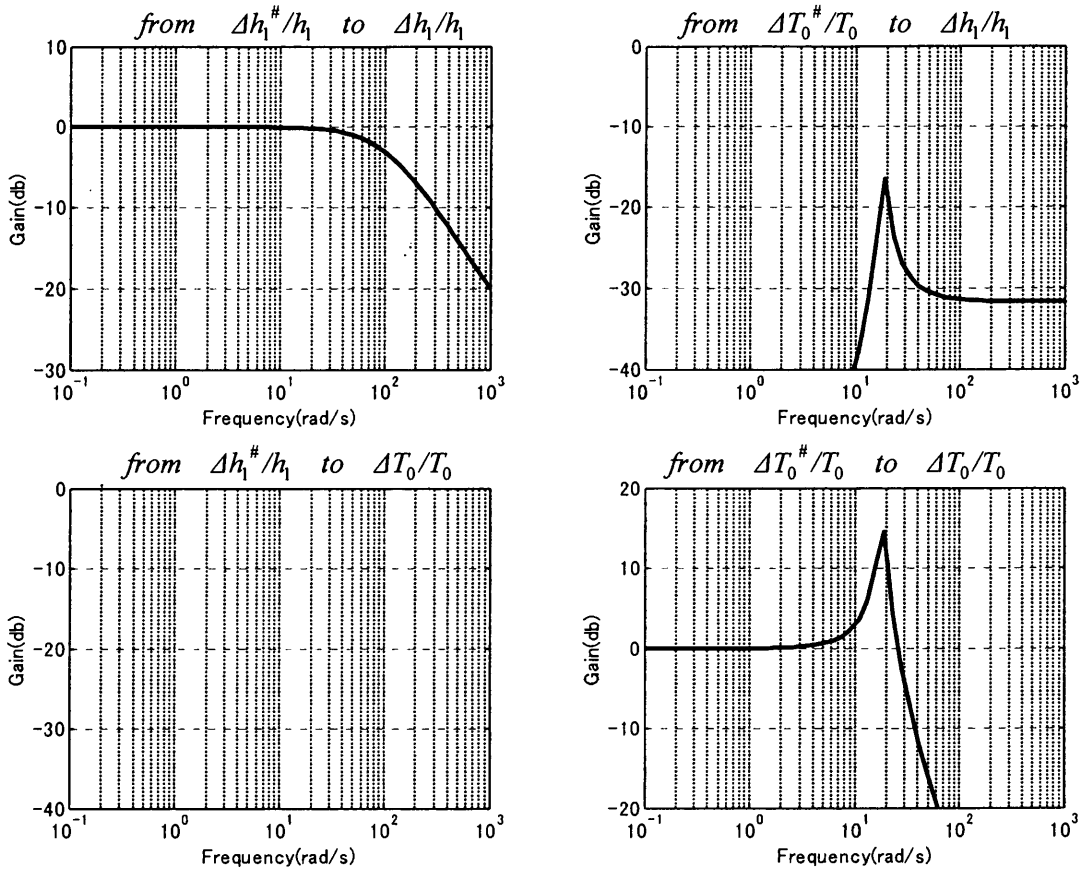 from Δh₁#/h₁ to Δh₁/h₁
10
0
-10
-20
-30
Gain(db)
10⁻¹ 10⁰ 10¹ 10² 10³
Frequency(rad/s)
from ΔT₀#/T₀ to Δh₁/h₁
0
-10
-20
-30
-40
Gain(db)
10⁻¹ 10⁰ 10¹ 10² 10³
Frequency(rad/s)
from Δh₁#/h₁ to ΔT₀/T₀
0
-10
-20
-30
-40
Gain(db)
10⁻¹ 10⁰ 10¹ 10² 10³
Frequency(rad/s)
from ΔT₀#/T₀ to ΔT₀/T₀
20
10
0
-10
-20
Gain(db)
10⁻¹ 10⁰ 10¹ 10² 10³
Frequency(rad/s)